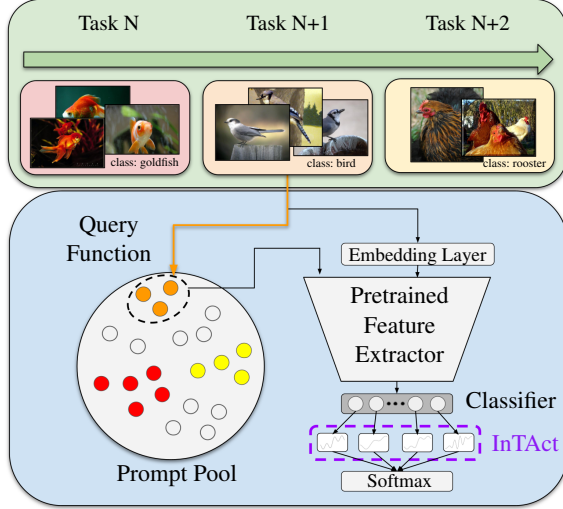 Task N
Task N+1
Task N+2
class: goldfish
class: bird
class: rooster
Query
Function
Embedding Layer
Pretrained
Feature
Extractor
Classifier
InTAct
Prompt Pool
Softmax